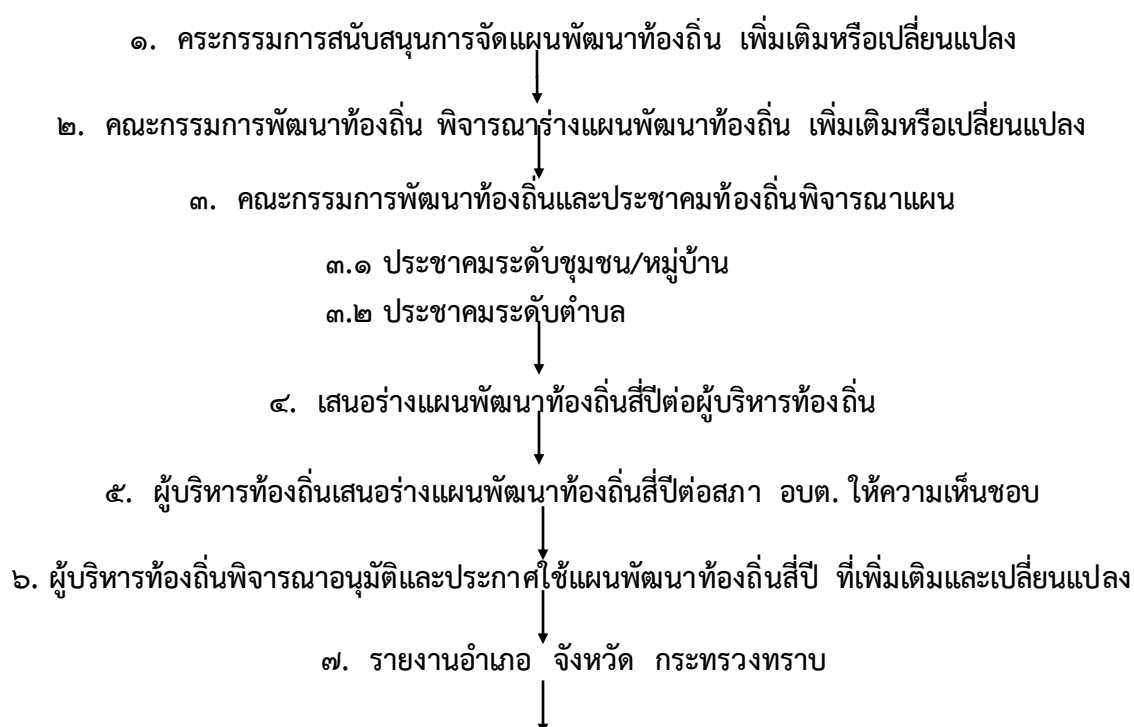 ๑. คระกรรมการสนับสนุนการจัดแผนพัฒนาท้องถิ่น เพิ่มเติมหรือเปลี่ยนแปลง
๒. คณะกรรมการพัฒนาท้องถิ่น พิจารณาร่างแผนพัฒนาท้องถิ่น เพิ่มเติมหรือเปลี่ยนแปลง
๓. คณะกรรมการพัฒนาท้องถิ่นและประชาคมท้องถิ่นพิจารณาแผน
๓.๑ ประชาคมระดับชุมชน/หมู่บ้าน
๓.๒ ประชาคมระดับตำบล
๔. เสนอร่างแผนพัฒนาท้องถิ่นสี่ปีต่อผู้บริหารท้องถิ่น
๕. ผู้บริหารท้องถิ่นเสนอร่างแผนพัฒนาท้องถิ่นสี่ปีต่อสภา อบต. ให้ความเห็นชอบ
๖. ผู้บริหารท้องถิ่นพิจารณาอนุมัติและประกาศใช้แผนพัฒนาท้องถิ่นสี่ปี ที่เพิ่มเติมและเปลี่ยนแปลง
๗. รายงานอำเภอ จังหวัด กระทรวงทราบ